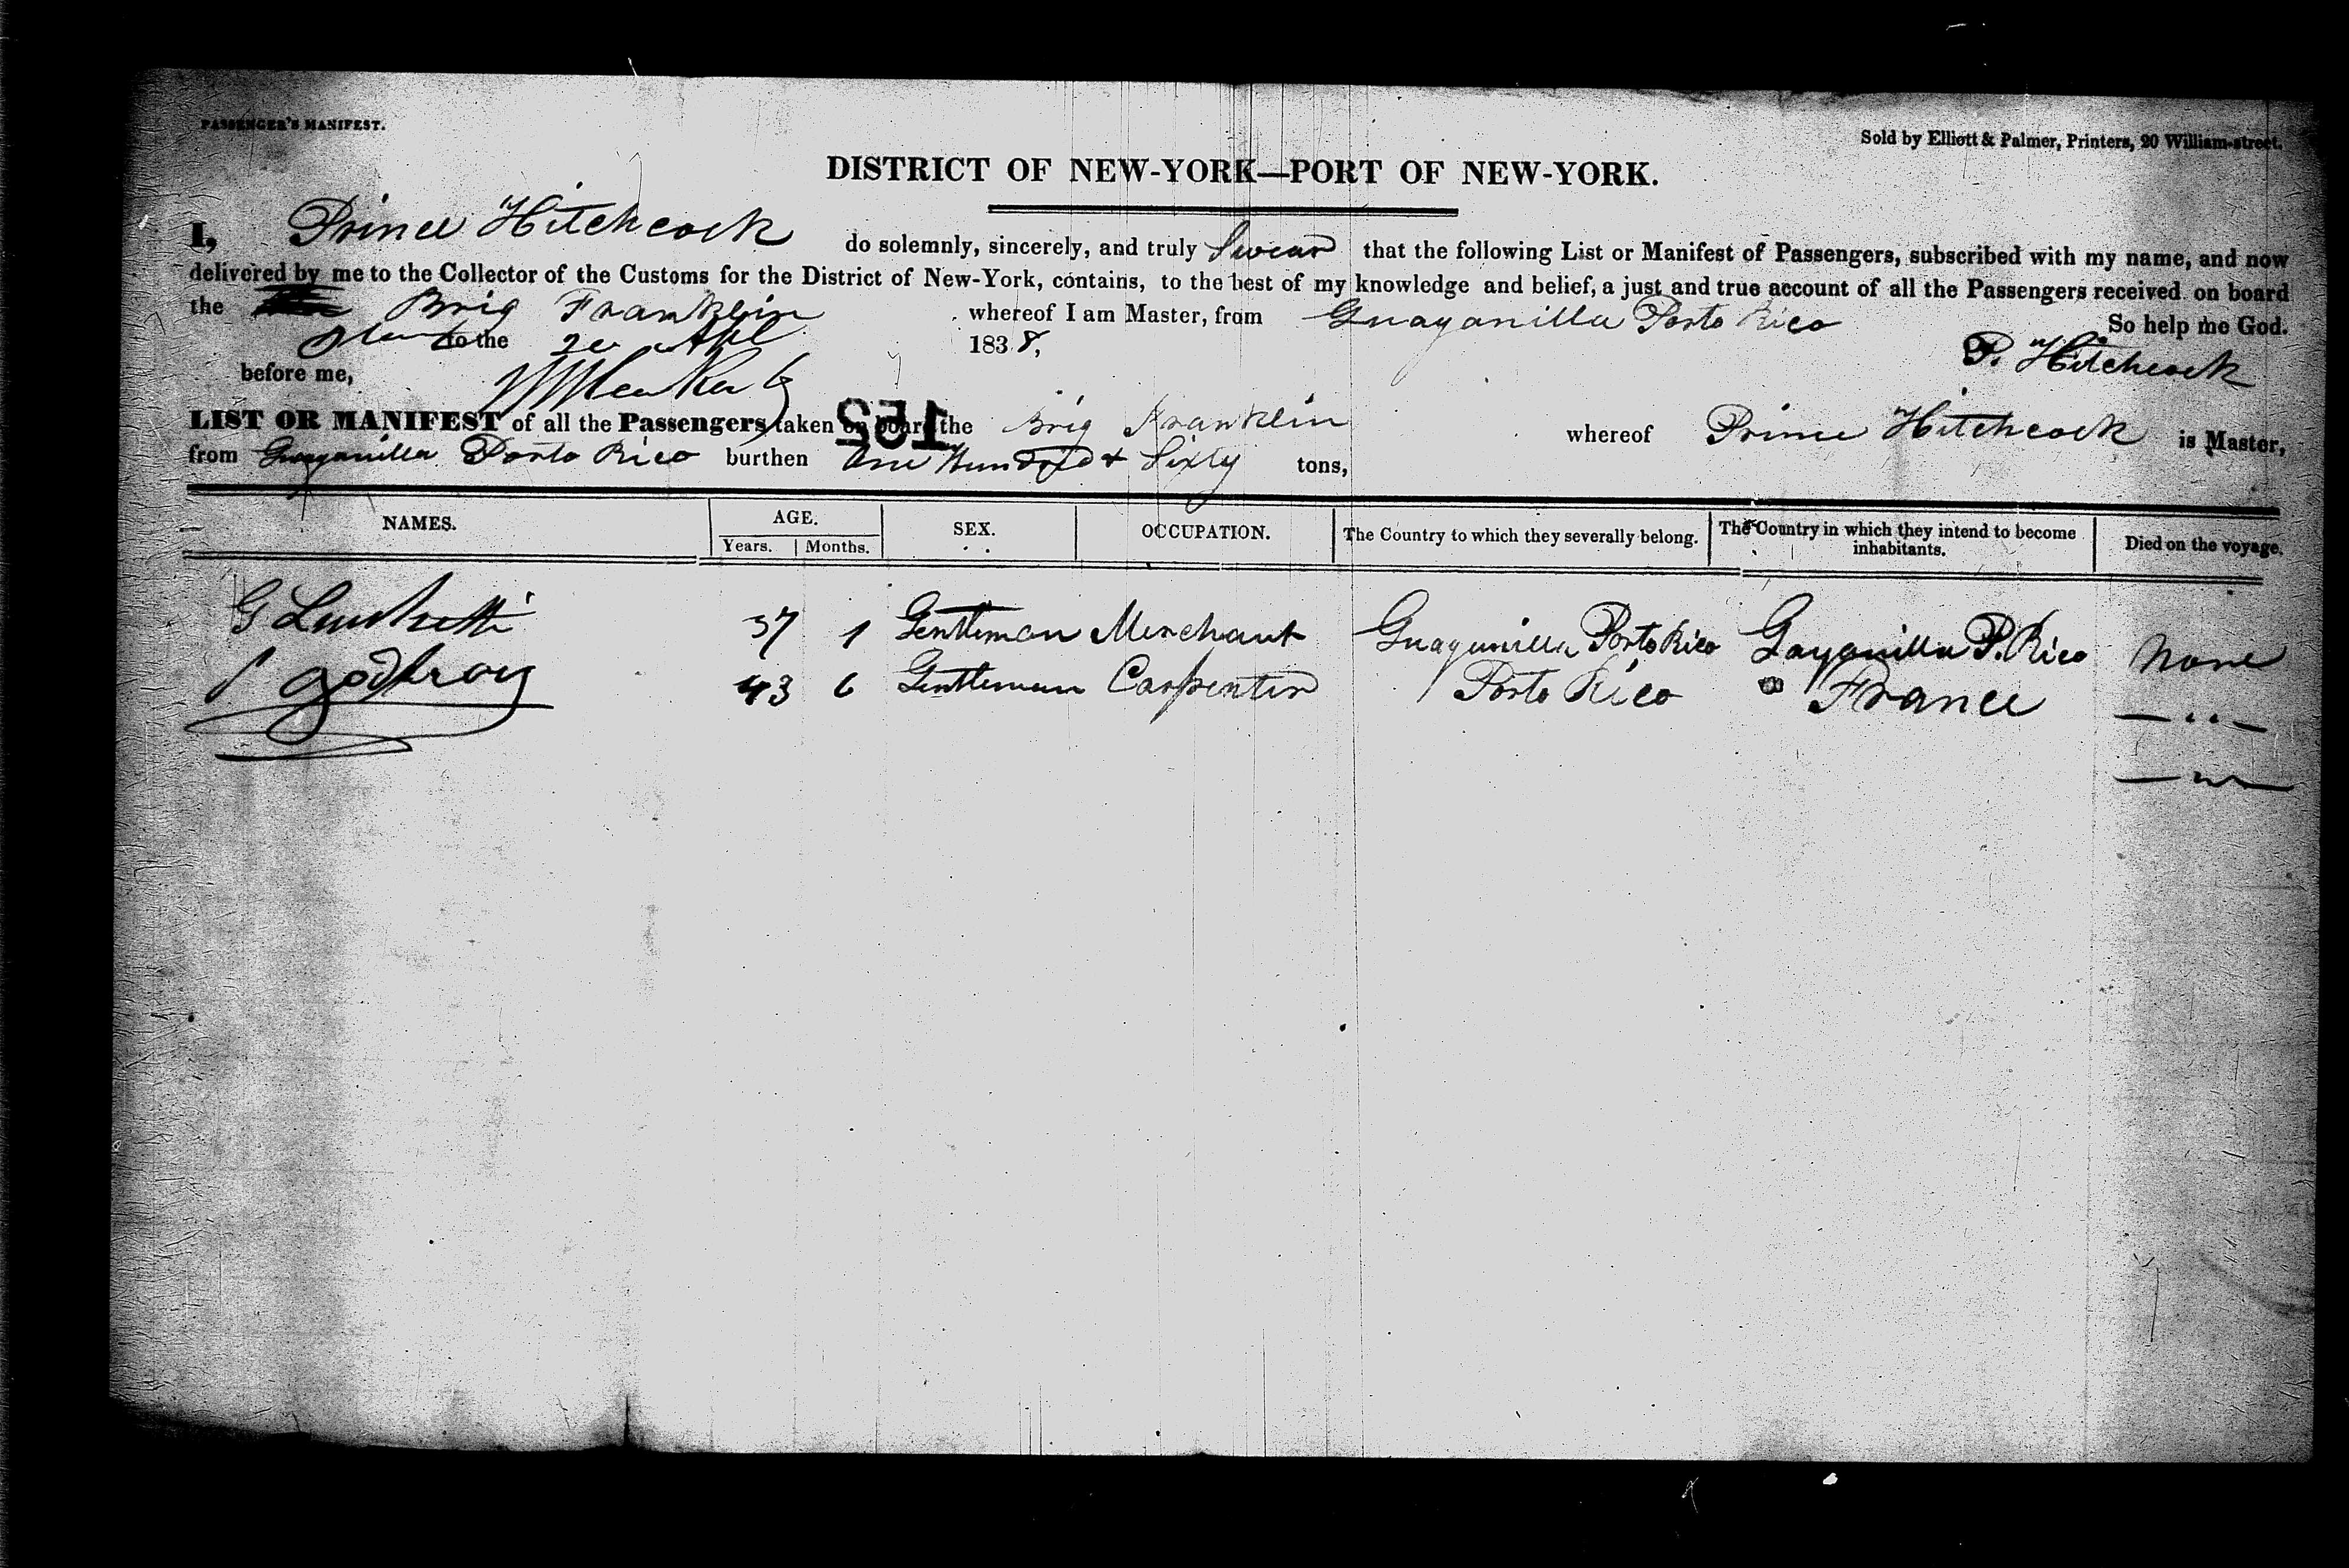 PASSENGER'S MANIFEST.
Sold by Elliott & Palmer, Printers, 20 William-street.
DISTRICT OF NEW-YORK—PORT OF NEW-YORK.
I, Prince Hitchcock do solemnly, sincerely, and truly Swear that the following List or Manifest of Passengers, subscribed with my name, and now
delivered by me to the Collector of the Customs for the District of New-York, contains, to the best of my knowledge and belief, a just and true account of all the Passengers received on board
the Brig Franklin whereof I am Master, from Guayanilla Porto Rico So help me God.
to the 1838,
P. Hitchcock
before me,
152
LIST OR MANIFEST of all the Passengers taken on board the Brig Franklin whereof Prince Hitchcock is Master,
from Guayanilla Porto Rico burthen One Hundred & Sixty tons,
NAMES. AGE. SEX. OCCUPATION. The Country to which they severally belong. The Country in which they intend to become inhabitants. Died on the voyage.
Years. Months.
G 37 1 Gentleman Merchant Guayanilla Porto Rico Gayanilla P. Rico None
godfroy 43 6 Gentleman Carpenter Porto Rico France